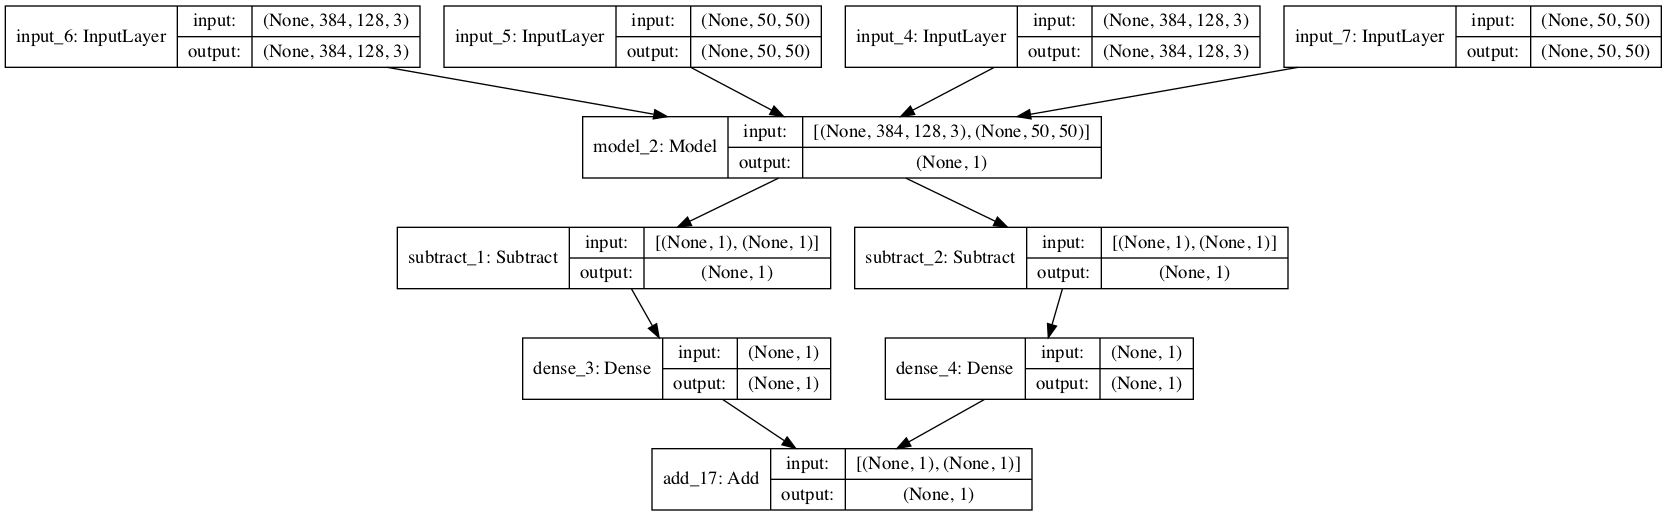 input_6: InputLayer
input: (None, 384, 128, 3)
output: (None, 384, 128, 3)
input_5: InputLayer
input: (None, 50, 50)
output: (None, 50, 50)
input_4: InputLayer
input: (None, 384, 128, 3)
output: (None, 384, 128, 3)
input_7: InputLayer
input: (None, 50, 50)
output: (None, 50, 50)
model_2: Model
input: [(None, 384, 128, 3), (None, 50, 50)]
output: (None, 1)
subtract_1: Subtract
input: [(None, 1), (None, 1)]
output: (None, 1)
subtract_2: Subtract
input: [(None, 1), (None, 1)]
output: (None, 1)
dense_3: Dense
input: (None, 1)
output: (None, 1)
dense_4: Dense
input: (None, 1)
output: (None, 1)
add_17: Add
input: [(None, 1), (None, 1)]
output: (None, 1)